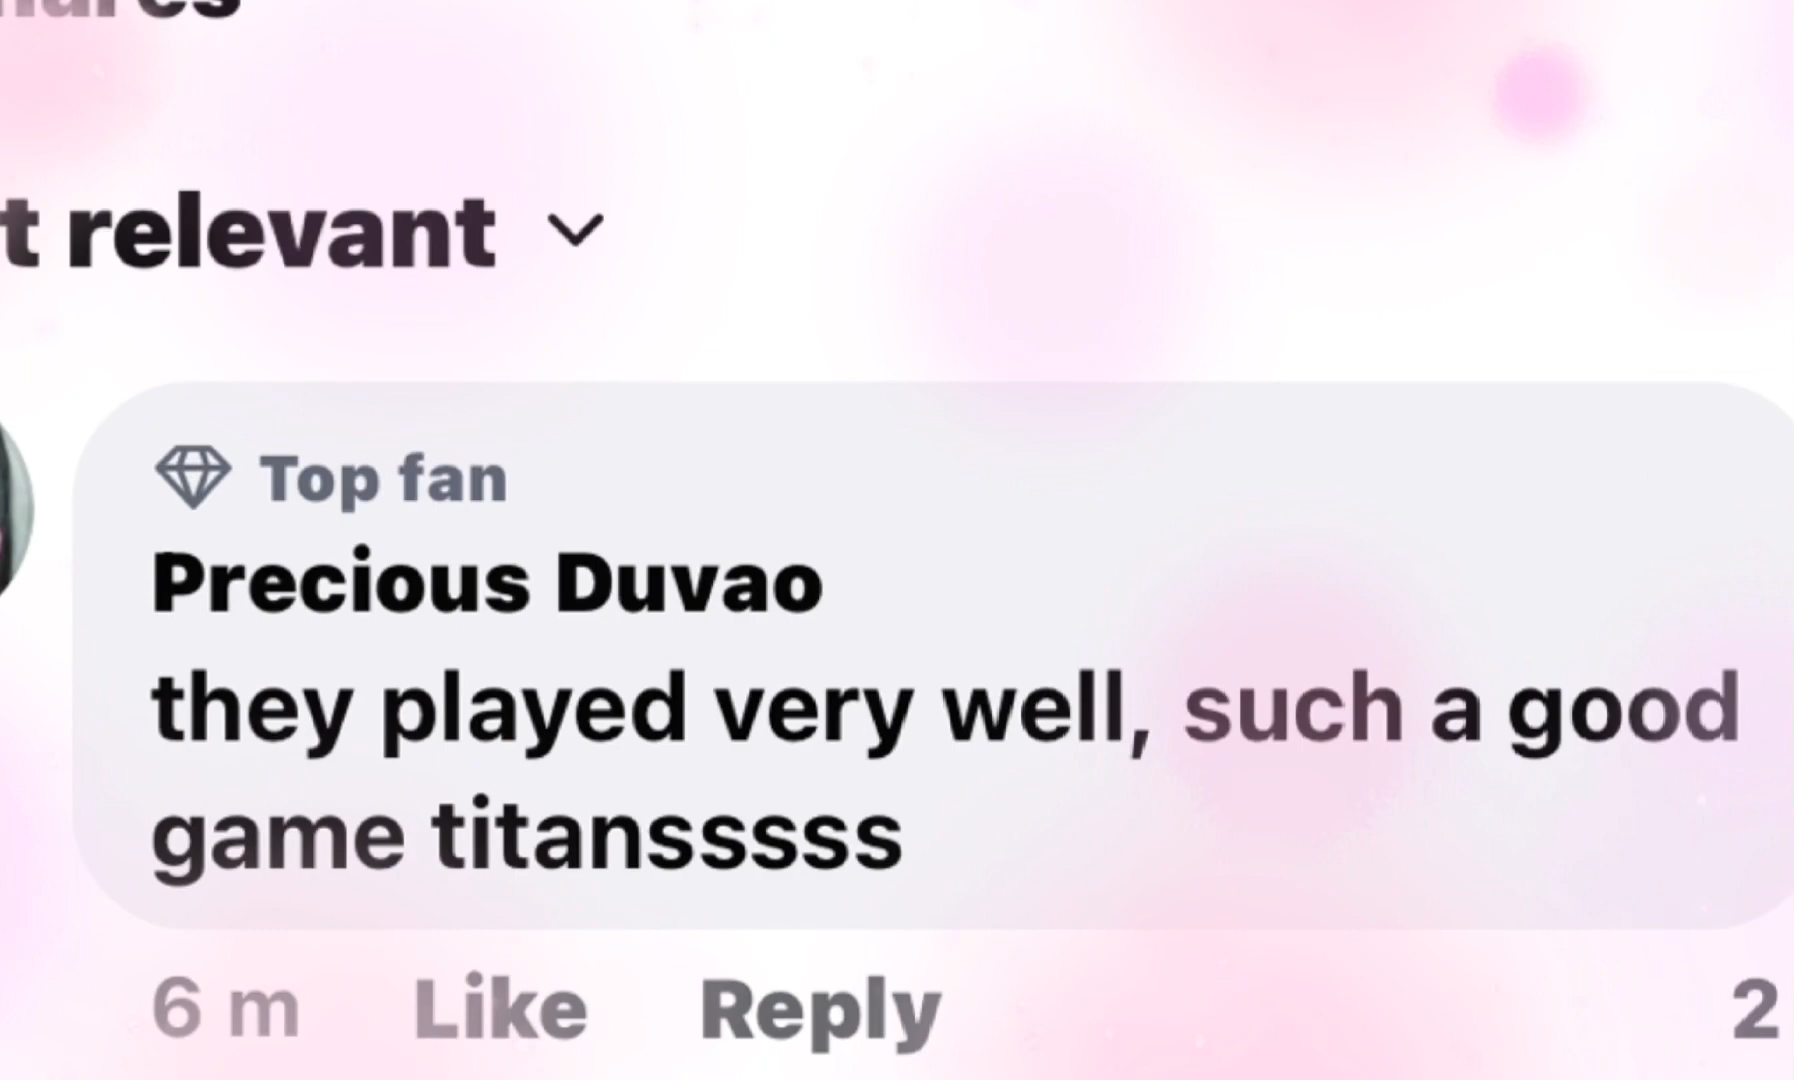 t relevant
Top fan
Precious Duvao
they played very well, such a good
game titansssss
6 m Like Reply 2